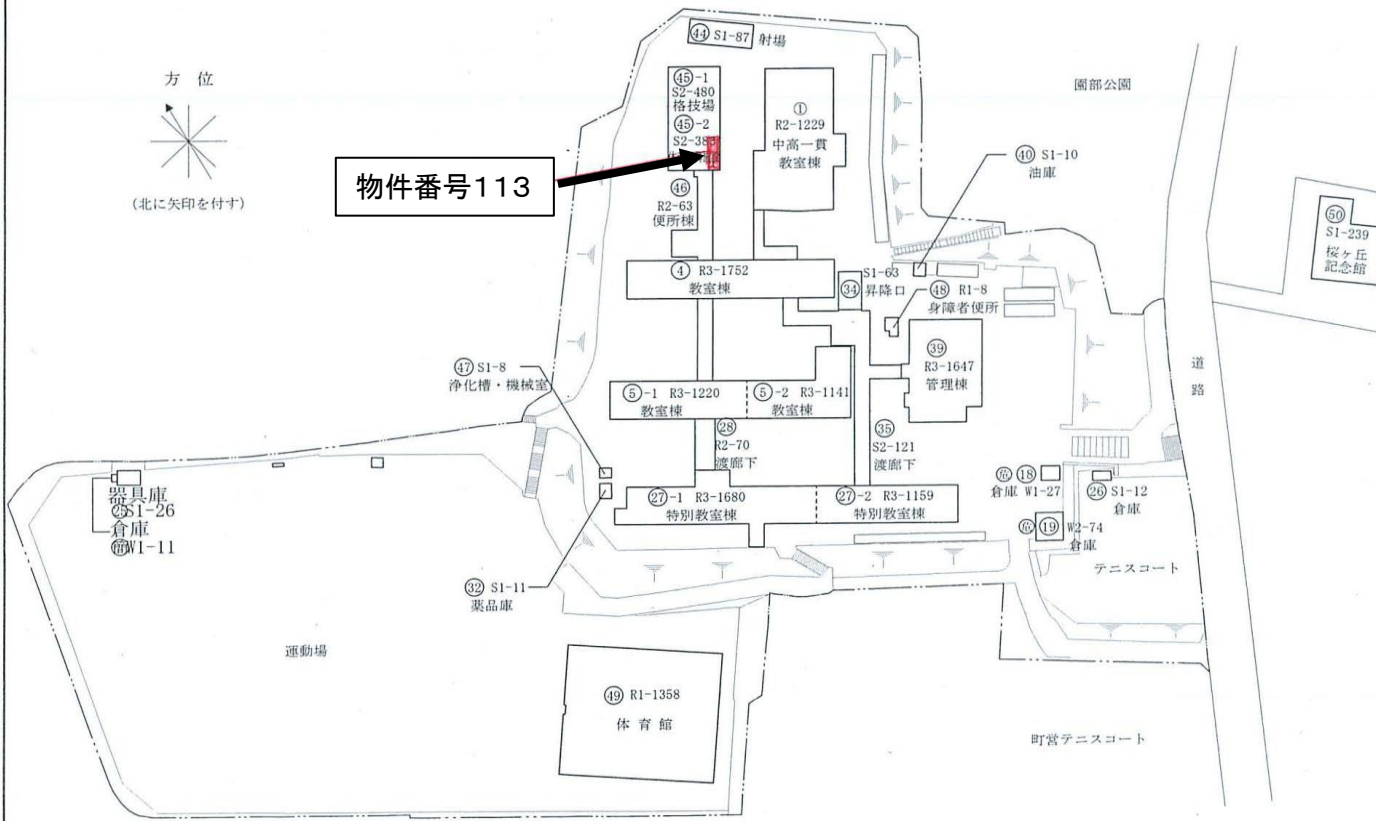 方位
(北に矢印を付す)
物件番号113
㊹ S1-87 射場
㊺-1
S2-480
格技場
㊺-2
S2-383
①
R2-1229
中高一貫
教室棟
園部公園
㊵ S1-10
油庫
㊻
R2-63
便所棟
㊿
S1-239
桜ヶ丘
記念館
④ R3-1752
教室棟
S1-63
㉞ 昇降口
㊽ R1-8
身障者便所
㊴
R3-1647
管理棟
道路
㊼ S1-8
浄化槽・機械室
⑤-1 R3-1220
教室棟
⑤-2 R3-1141
教室棟
㉘
R2-70
渡廊下
㉟
S2-121
渡廊下
器具庫
㉕S1-26
倉庫
W1-11
㉗-1 R3-1680
特別教室棟
㉗-2 R3-1159
特別教室棟
危 ⑱
倉庫 W1-27
㉖ S1-12
倉庫
危 ⑲ W2-74
倉庫
テニスコート
㉜ S1-11
薬品庫
運動場
㊾ R1-1358
体育館
町営テニスコート